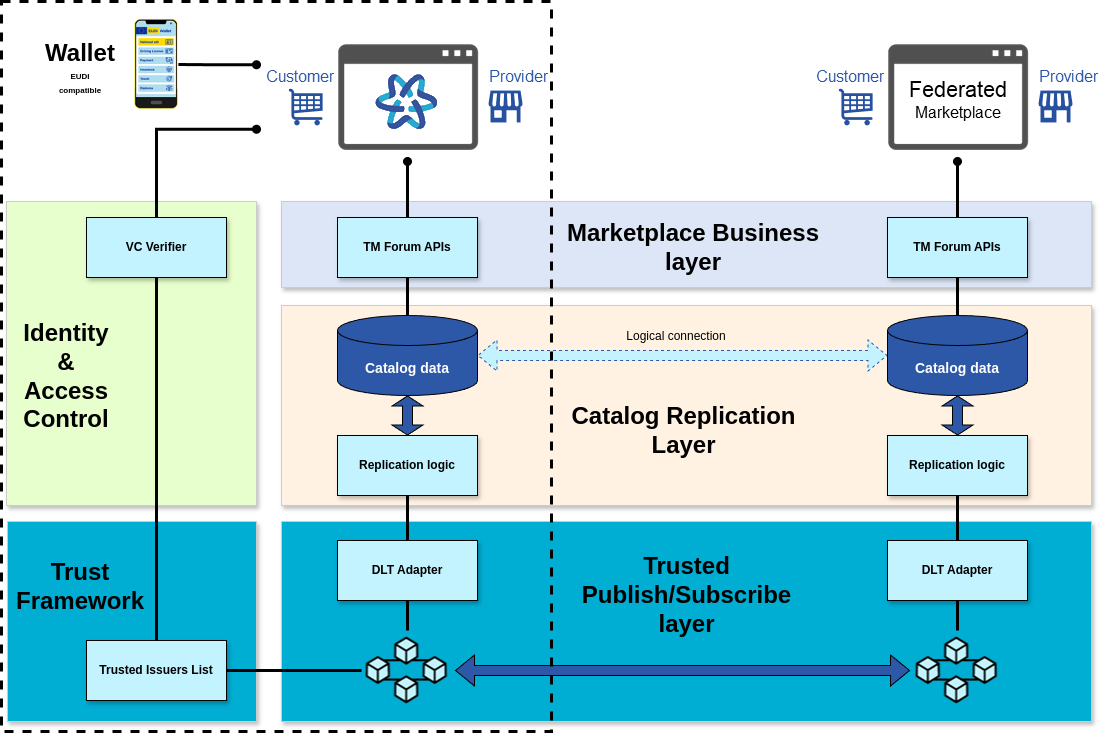 Wallet
EUDI
compatible
EUDI Wallet
Customer
Provider
Customer
Federated
Marketplace
Provider
VC Verifier
TM Forum APIs
Marketplace Business
layer
TM Forum APIs
Identity
&
Access
Control
Catalog data
Logical connection
Catalog data
Catalog Replication
Layer
Replication logic
Replication logic
Trust
Framework
DLT Adapter
Trusted
Publish/Subscribe
layer
DLT Adapter
Trusted Issuers List